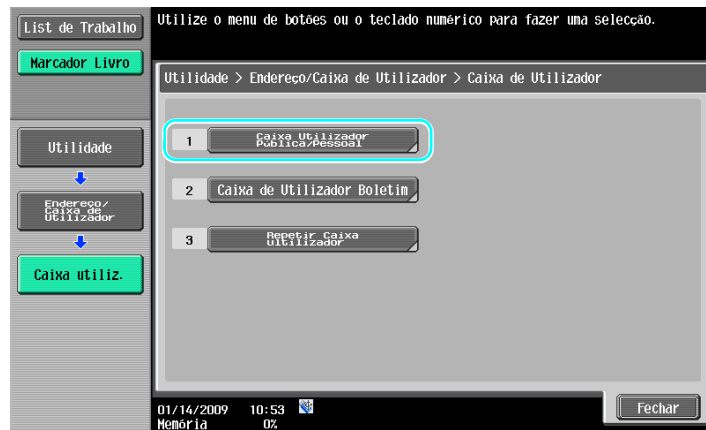 List de Trabalho
Utilize o menu de botões ou o teclado numérico para fazer uma selecção.
Marcador Livro
Utilidade > Endereço/Caixa de Utilizador > Caixa de Utilizador
Utilidade
Endereço/
Caixa de
Utilizador
Caixa utiliz.
1
Caixa Utilizador
Pública/Pessoal
2
Caixa de Utilizador Boletim
3
Repetir Caixa
ultilizador
01/14/2009 10:53
Memória 0%
Fechar